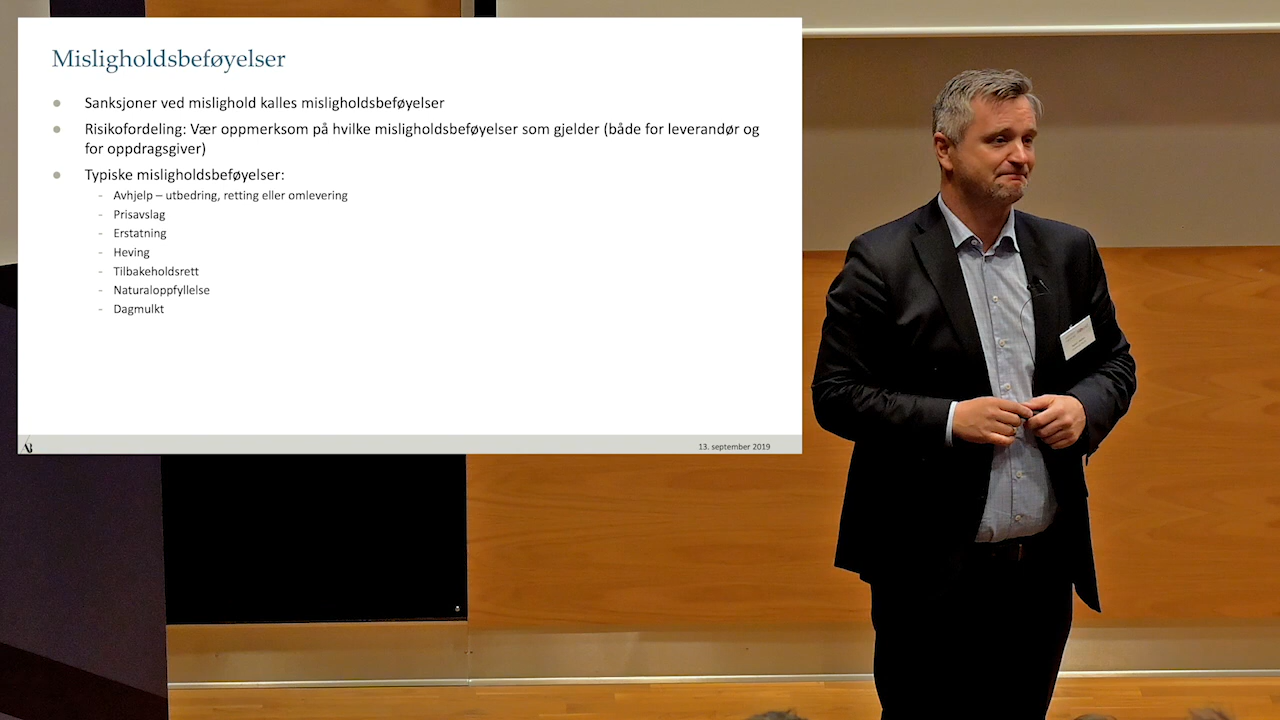 Misligholdsbeføyelser
● Sanksjoner ved mislighold kalles misligholdsbeføyelser
● Risikofordeling: Vær oppmerksom på hvilke misligholdsbeføyelser som gjelder (både for leverandør og
for oppdragsgiver)
● Typiske misligholdsbeføyelser:
- Avhjelp – utbedring, retting eller omlevering
- Prisavslag
- Erstatning
- Heving
- Tilbakeholdsrett
- Naturaloppfyllelse
- Dagmulkt
AB
13. september 2019